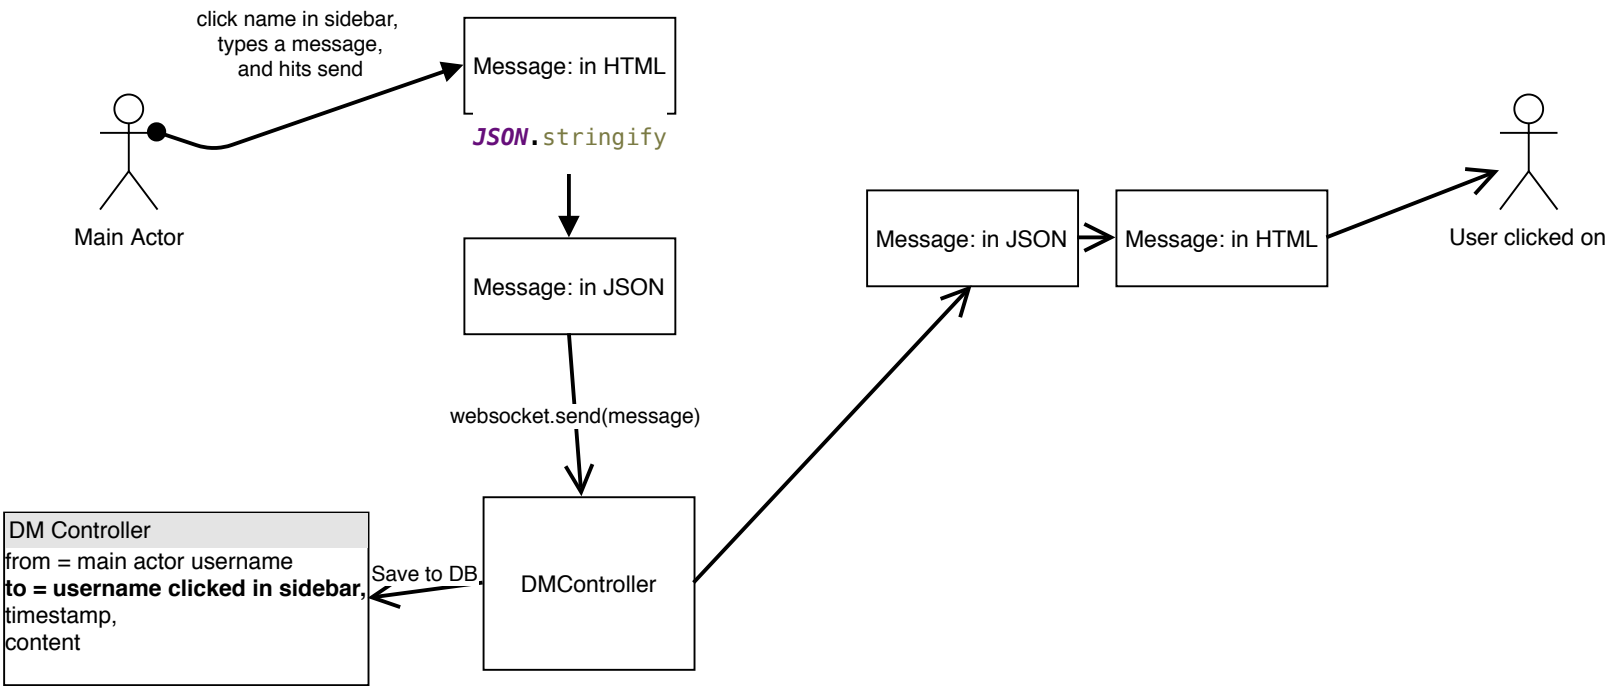 click name in sidebar,
types a message,
and hits send
Message: in HTML
JSON.stringify
Main Actor
Message: in JSON
Message: in JSON
Message: in HTML
User clicked on
websocket.send(message)
DM Controller
from = main actor username
to = username clicked in sidebar,
timestamp,
content
Save to DB
DMController